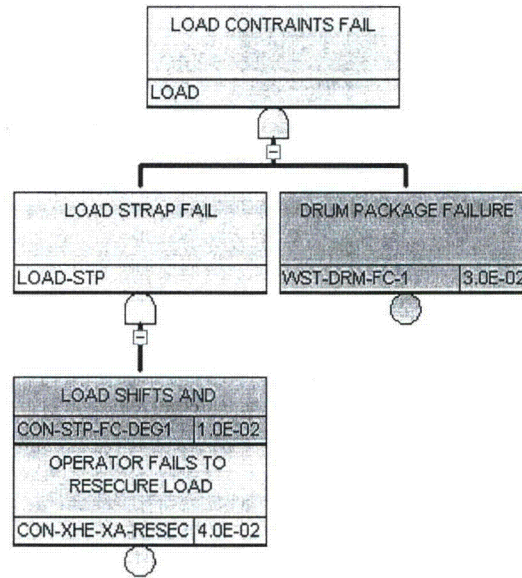 LOAD CONTRAINTS FAIL
LOAD
LOAD STRAP FAIL
LOAD-STP
DRUM PACKAGE FAILURE
WST-DRM-FC-1 3.0E-02
LOAD SHIFTS AND
CON-STP-FC-DEG1 1.0E-02
OPERATOR FAILS TO
RESECURE LOAD
CON-XHE-XA-RESEC 4.0E-02